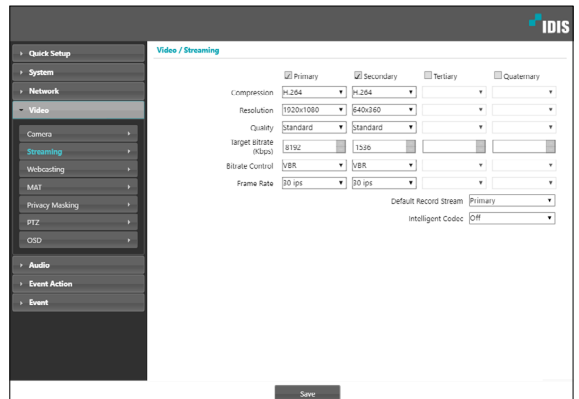 IDIS
Quick Setup
System
Network
Video
Camera
Streaming
Webcasting
MAT
Privacy Masking
PTZ
OSD
Audio
Event Action
Event
Video / Streaming
Primary Secondary Tertiary Quaternary
Compression H.264 H.264
Resolution 1920x1080 640x360
Quality Standard Standard
Target Bitrate
(Kbps) 8192 1536
Bitrate Control VBR VBR
Frame Rate 30 ips 30 ips
Default Record Stream Primary
Intelligent Codec Off
Save